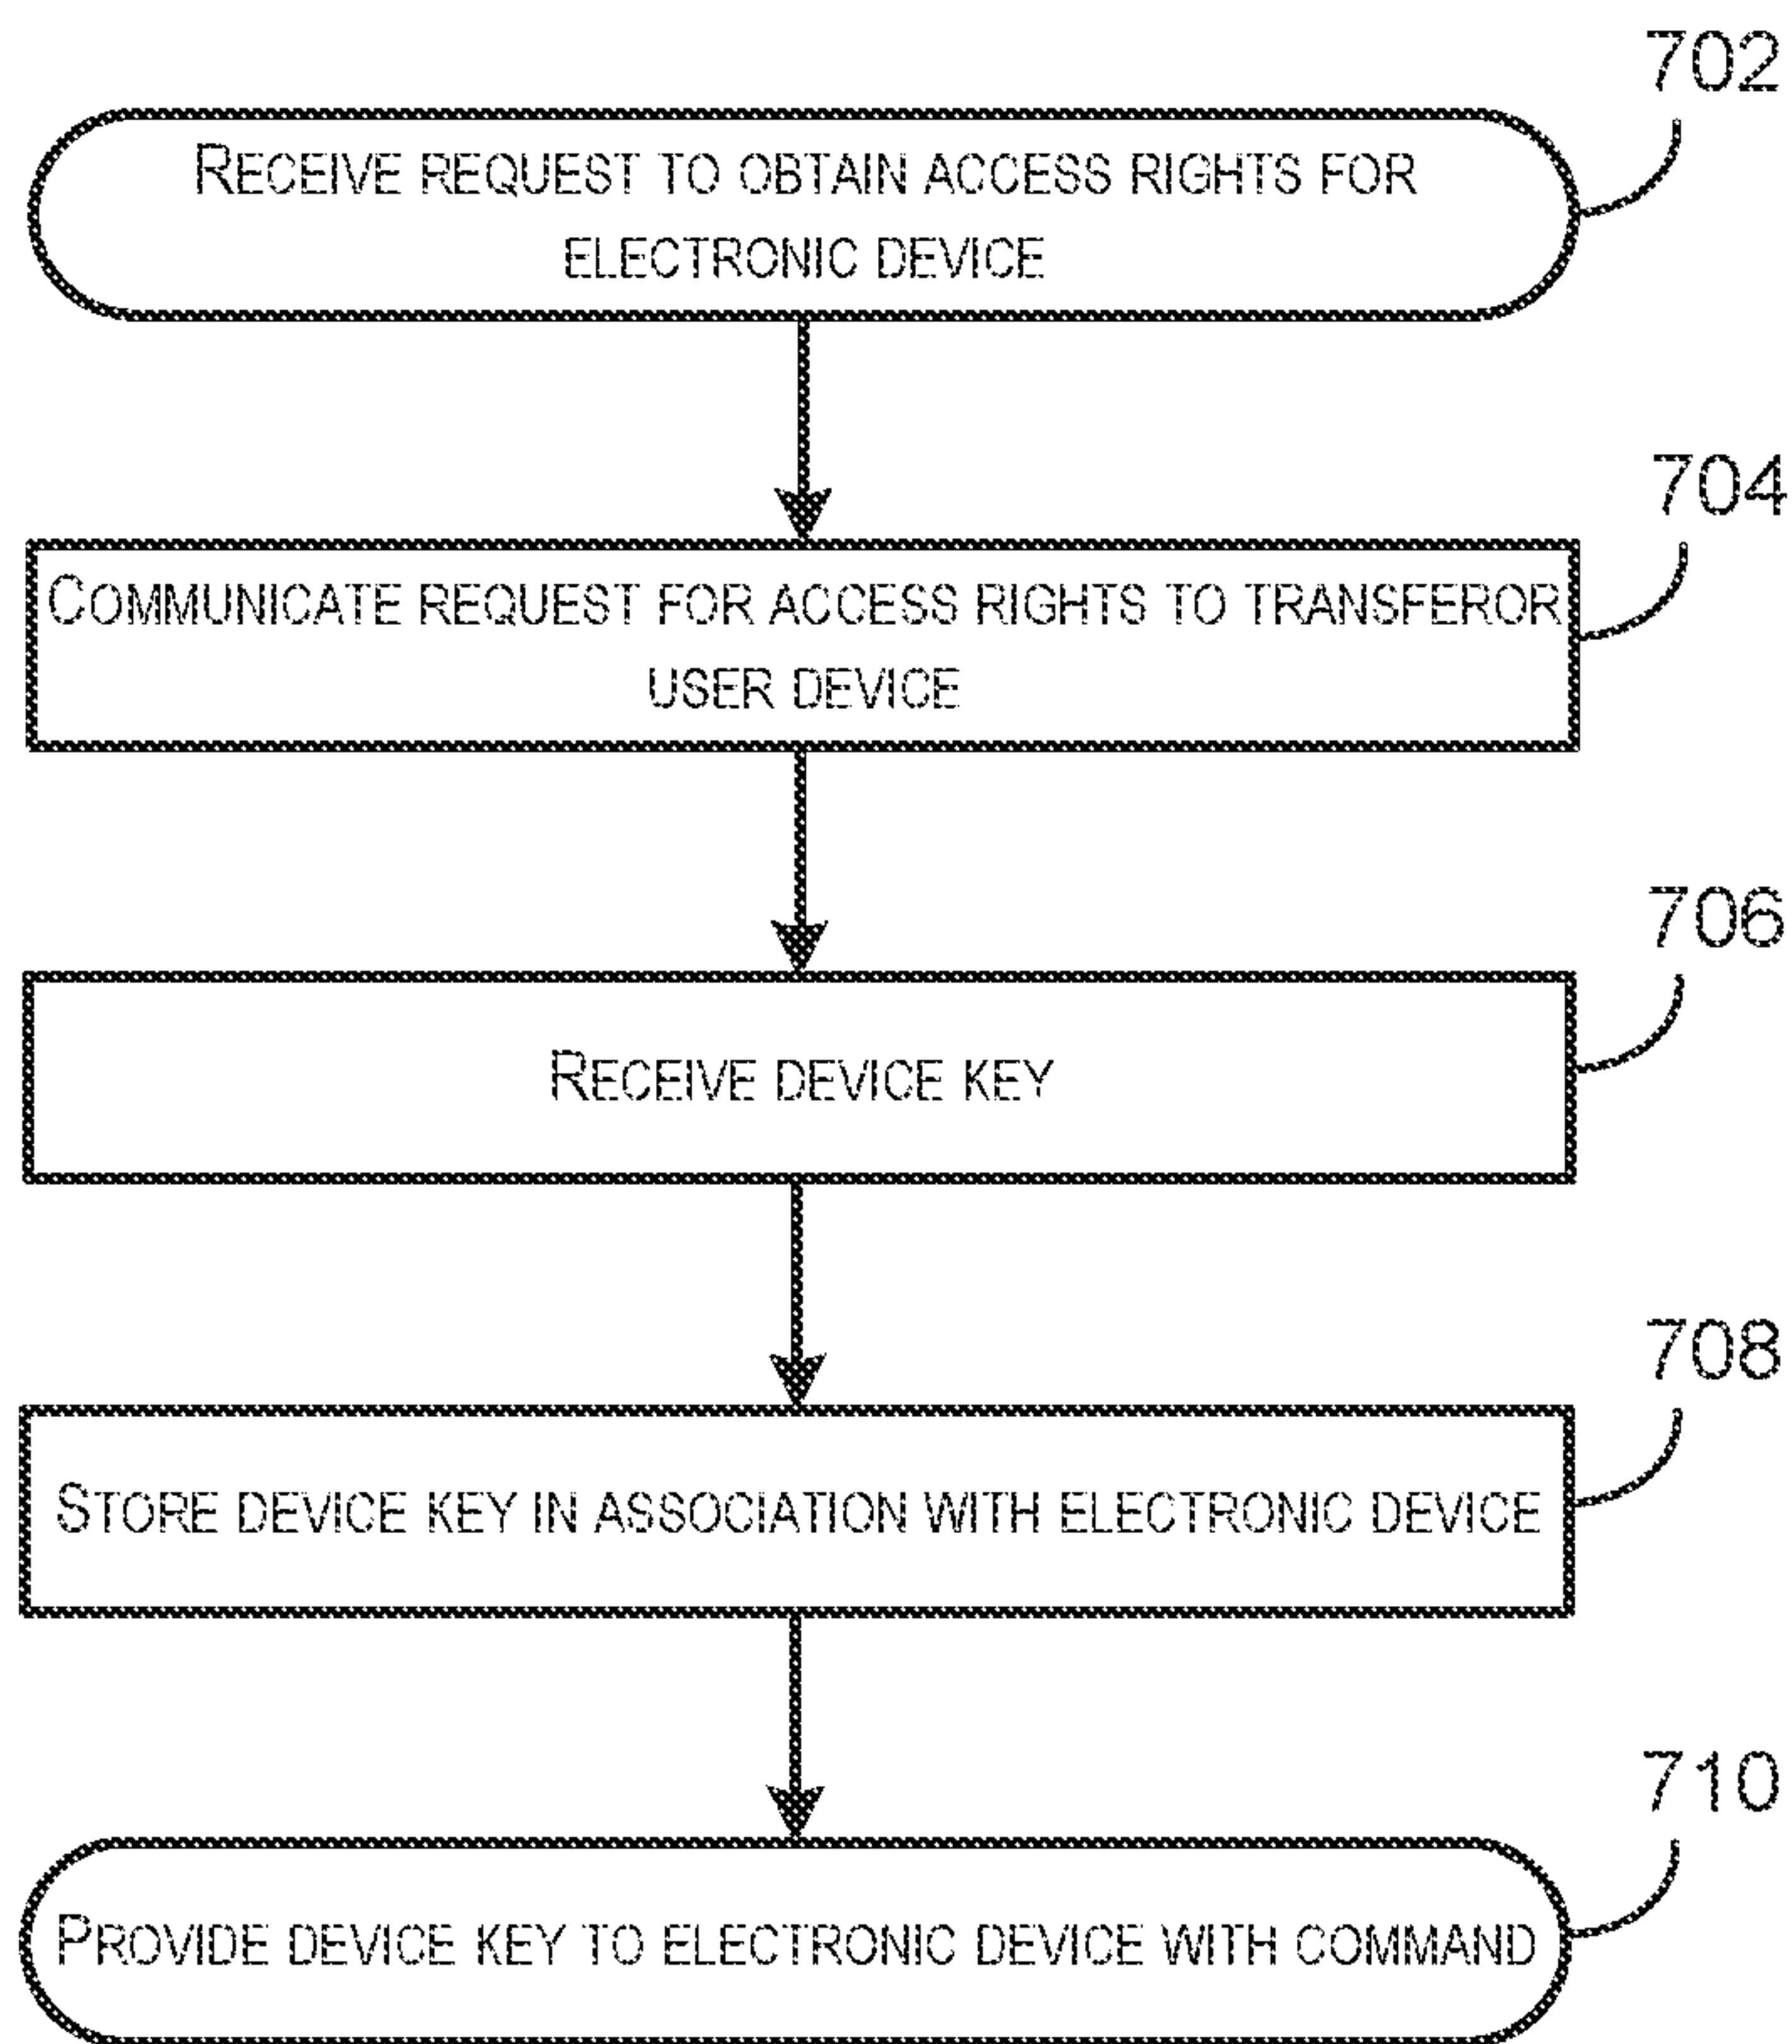 702
RECEIVE REQUEST TO OBTAIN ACCESS RIGHTS FOR
ELECTRONIC DEVICE
704
COMMUNICATE REQUEST FOR ACCESS RIGHTS TO TRANSFEROR
USER DEVICE
706
RECEIVE DEVICE KEY
708
STORE DEVICE KEY IN ASSOCIATION WITH ELECTRONIC DEVICE
710
PROVIDE DEVICE KEY TO ELECTRONIC DEVICE WITH COMMAND